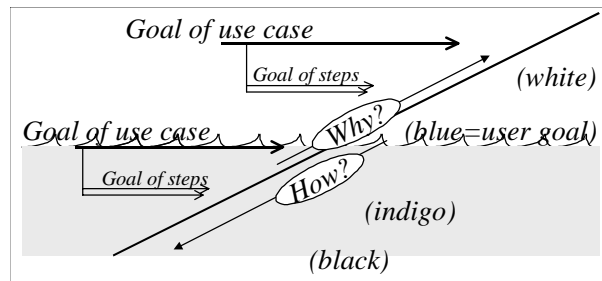 Goal of use case
Goal of steps
(white)
Goal of use case
Why?
(blue=user goal)
Goal of steps
How?
(indigo)
(black)